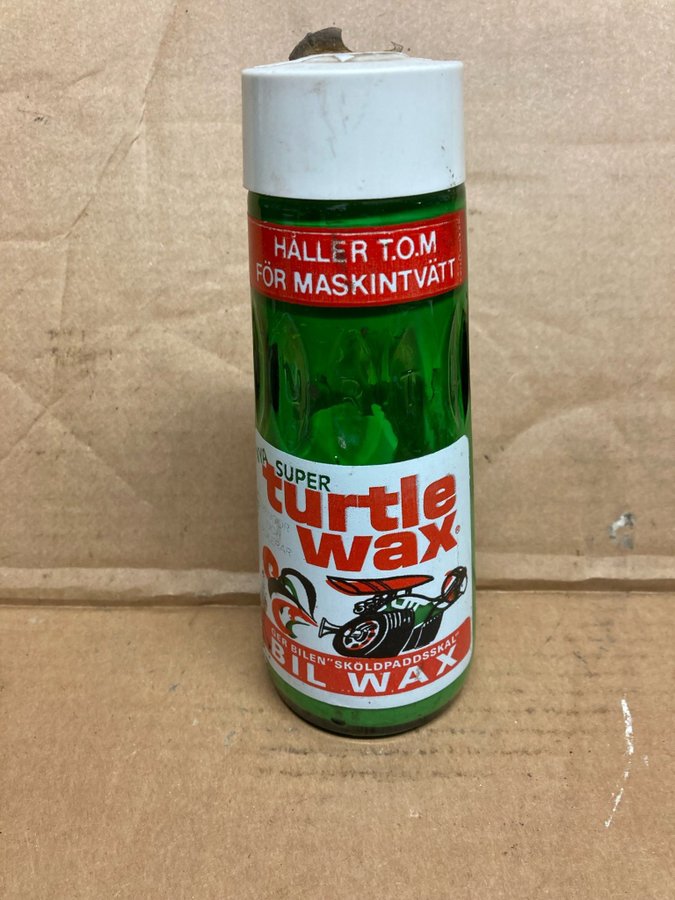 HÅLLER T.O.M
FÖR MASKINTVÄTT
SUPER
turtle
wax®
GER BILEN "SKÖLDPADDSSKAL"
BIL WAX